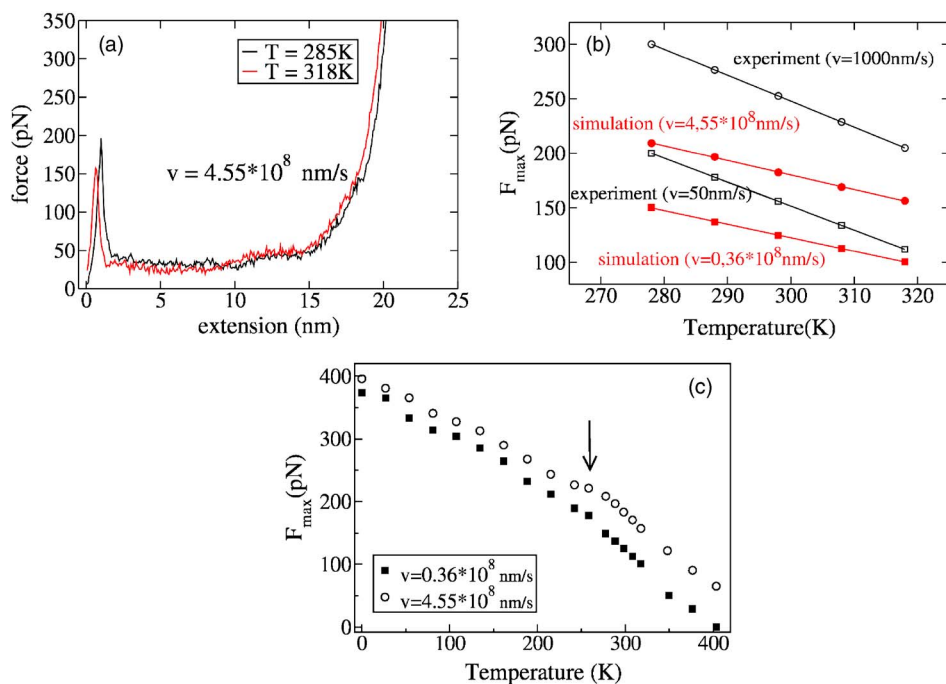 (a)
T = 285K
T = 318K
v = 4.55*10^8 nm/s
force (pN)
350
300
250
200
150
100
50
0
0 5 10 15 20 25
extension (nm)
(b)
experiment (v=1000nm/s)
simulation (v=4,55*10^8nm/s)
experiment (v=50nm/s)
simulation (v=0,36*10^8nm/s)
F_max(pN)
300
250
200
150
100
270 280 290 300 310 320
Temperature(K)
(c)
F_max(pN)
400
300
200
100
0
v=0.36*10^8 nm/s
v=4.55*10^8 nm/s
0 100 200 300 400
Temperature (K)